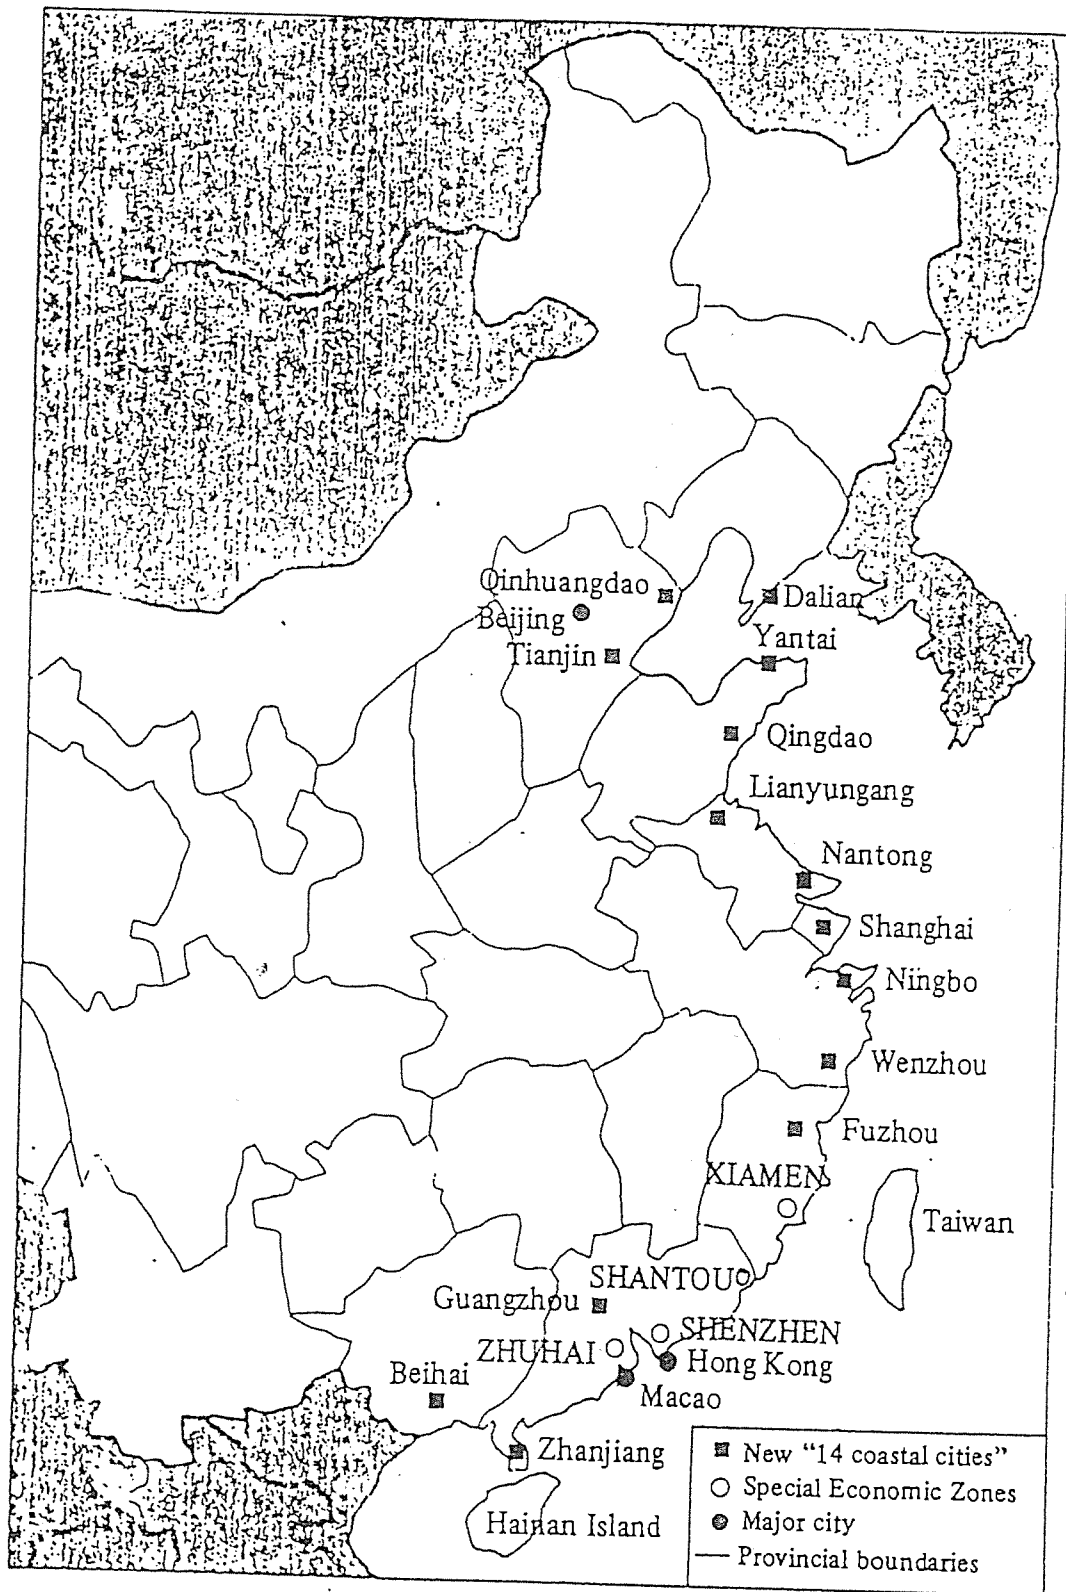 Qinhuangdao
Dalian
Beijing
Yantai
Tianjin
Qingdao
Lianyungang
Nantong
Shanghai
Ningbo
Wenzhou
Fuzhou
XIAMEN
Taiwan
SHANTOU
Guangzhou
SHENZHEN
ZHUHAI
Hong Kong
Beihai
Macao
Zhanjiang
Hainan Island
New “14 coastal cities”
Special Economic Zones
Major city
Provincial boundaries